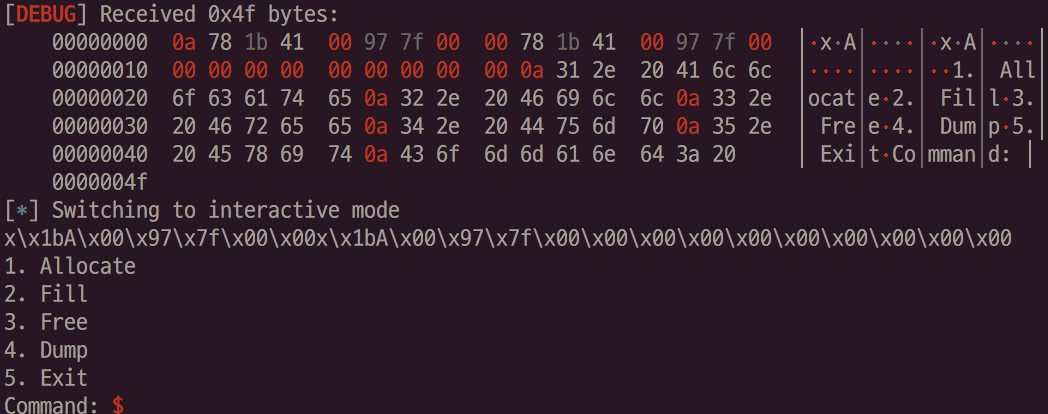 [DEBUG] Received 0x4f bytes:
00000000 0a 78 1b 41 00 97 7f 00 00 78 1b 41 00 97 7f 00 │·x·A│····│·x·A│····│
00000010 00 00 00 00 00 00 00 00 00 0a 31 2e 20 41 6c 6c │····│····│··1.│ All│
00000020 6f 63 61 74 65 0a 32 2e 20 46 69 6c 6c 0a 33 2e │ocat│e·2.│ Fil│l·3.│
00000030 20 46 72 65 65 0a 34 2e 20 44 75 6d 70 0a 35 2e │ Fre│e·4.│ Dum│p·5.│
00000040 20 45 78 69 74 0a 43 6f 6d 6d 61 6e 64 3a 20 │ Exi│t·Co│mman│d: │
0000004f
[*] Switching to interactive mode
x\x1bA\x00\x97\x7f\x00\x00x\x1bA\x00\x97\x7f\x00\x00\x00\x00\x00\x00\x00\x00\x00\x00
1. Allocate
2. Fill
3. Free
4. Dump
5. Exit
Command: $